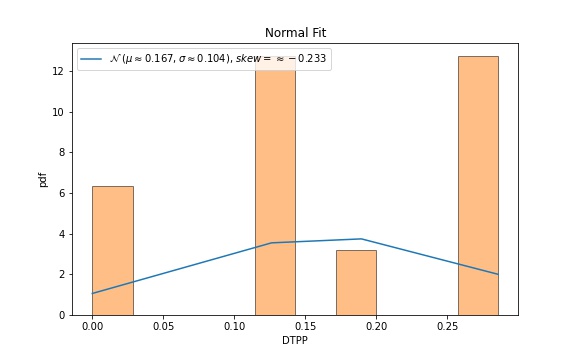 Normal Fit
𝒩(μ ≈ 0.167, σ ≈ 0.104), skew = ≈ −0.233
pdf
12
10
8
6
4
2
0
0.00 0.05 0.10 0.15 0.20 0.25
DTPP